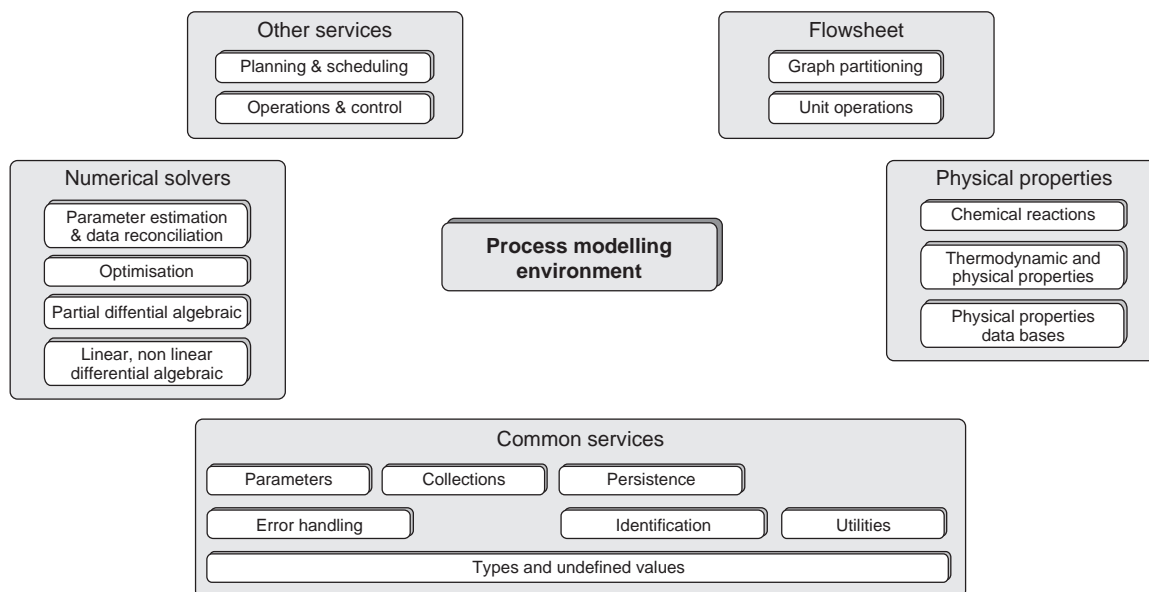 Other services
Planning & scheduling
Operations & control
Flowsheet
Graph partitioning
Unit operations
Numerical solvers
Parameter estimation
& data reconciliation
Optimisation
Partial diffential algebraic
Linear, non linear
differential algebraic
Process modelling
environment
Physical properties
Chemical reactions
Thermodynamic and
physical properties
Physical properties
data bases
Common services
Parameters
Collections
Persistence
Error handling
Identification
Utilities
Types and undefined values